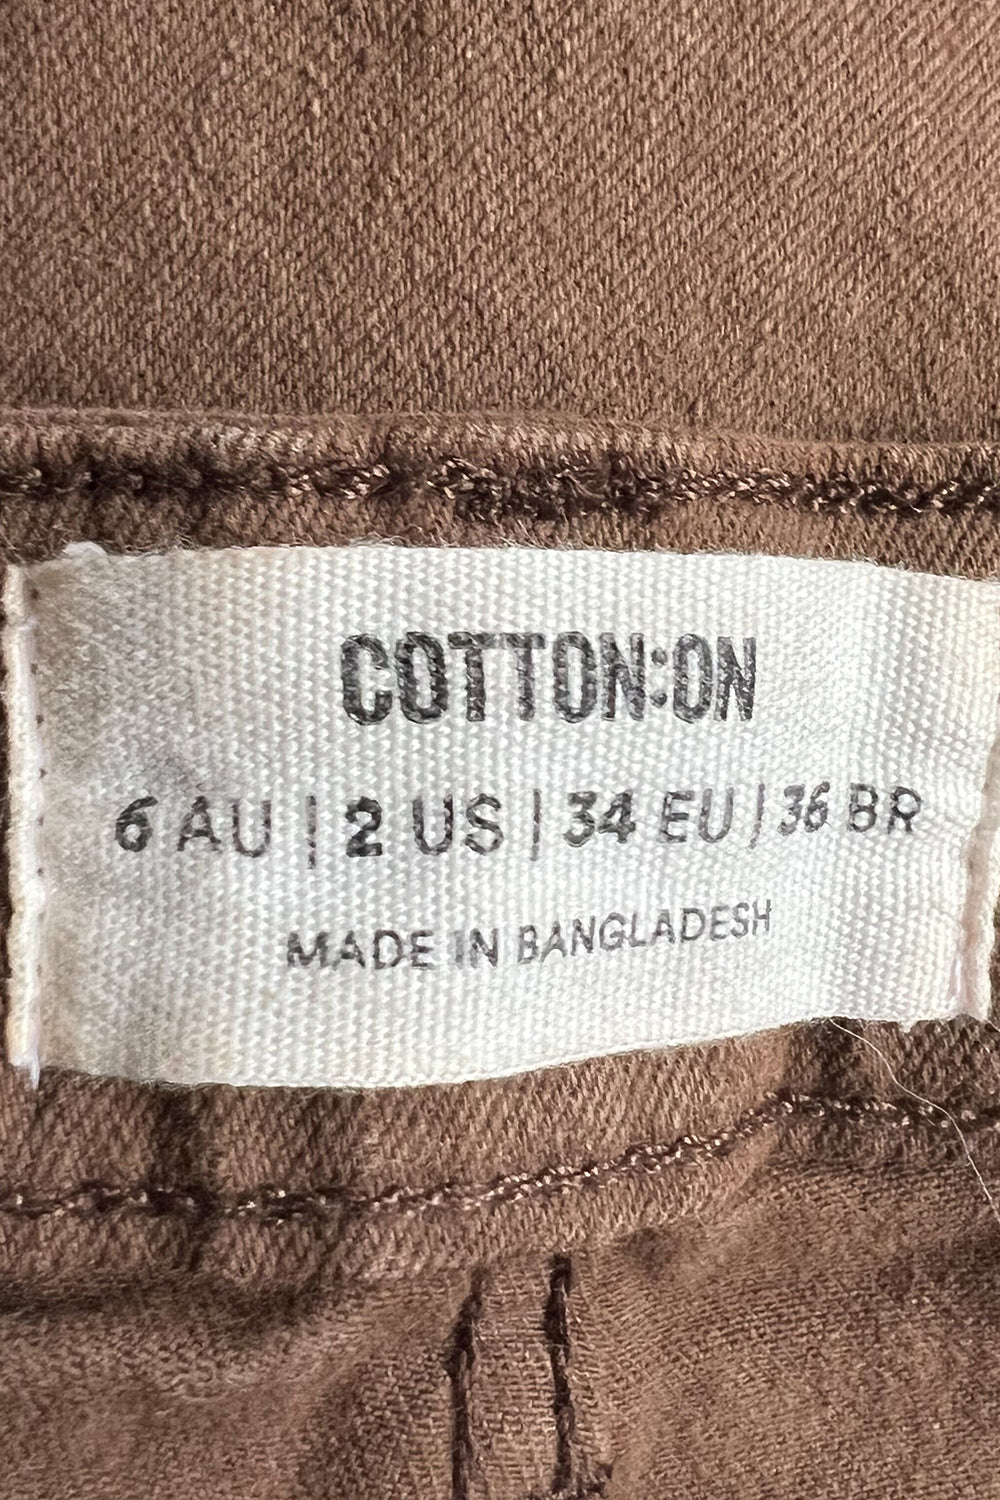 COTTON:ON
6 AU | 2 US | 34 EU | 36 BR
MADE IN BANGLADESH